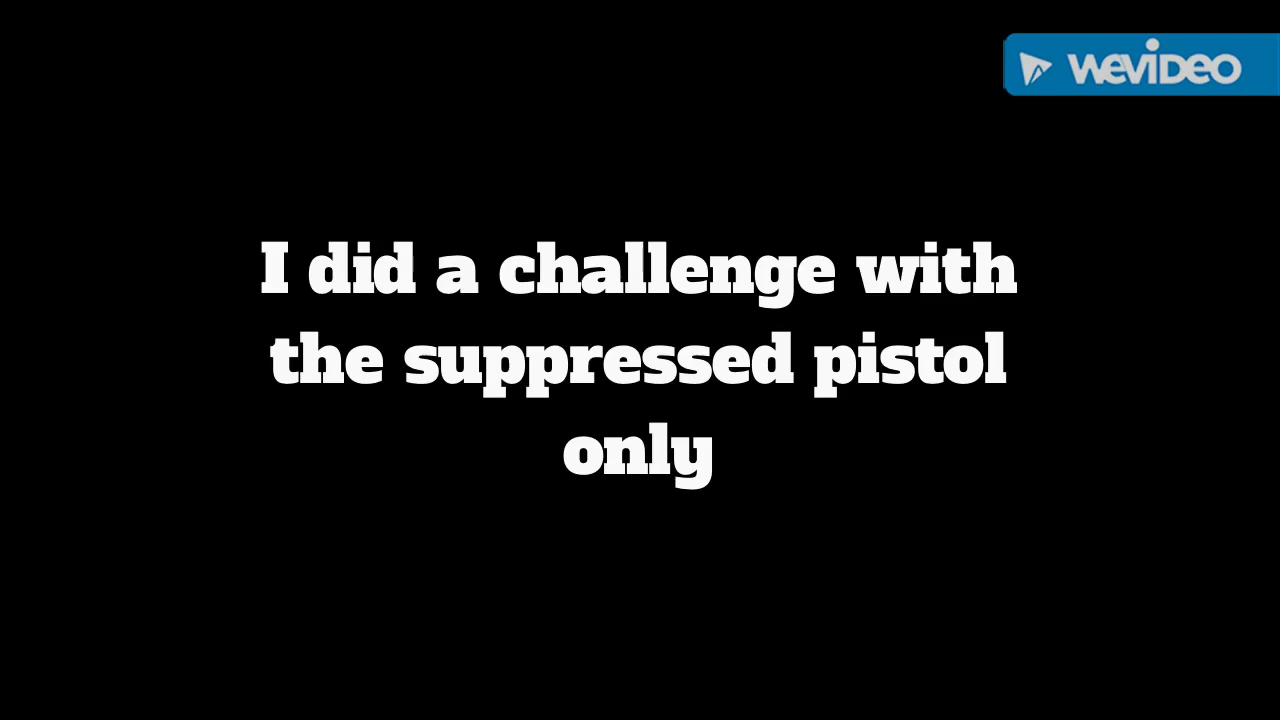 WEVIDEO
I did a challenge with
the suppressed pistol
only